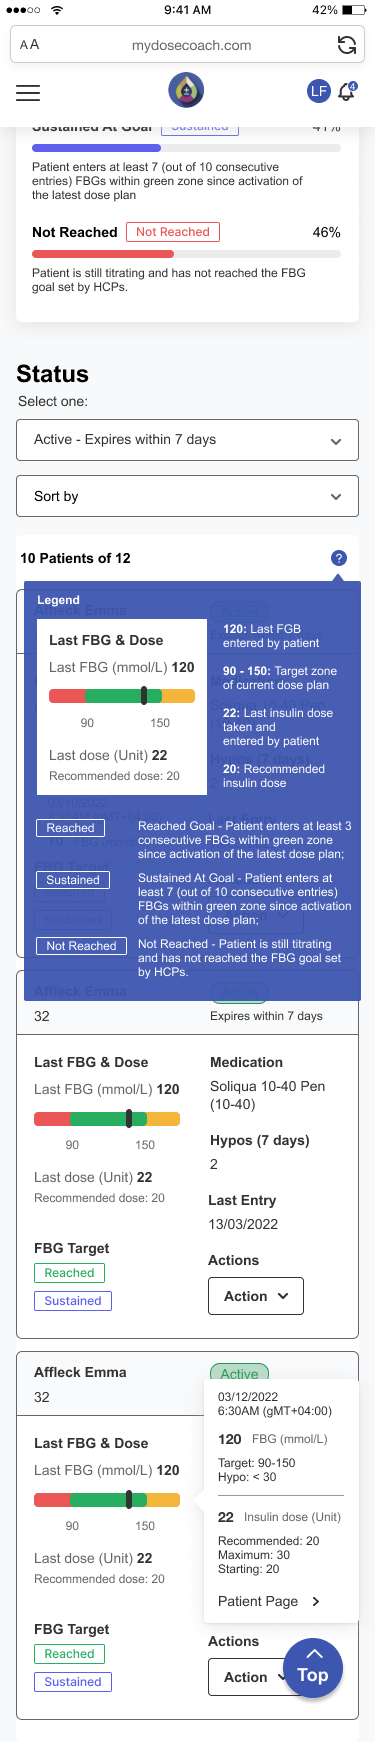 9:41 AM
42%
AA
mydosecoach.com
LF
4
Sustained At Goal
Sustained
41%
Patient enters at least 7 (out of 10 consecutive
entries) FBGs within green zone since activation of
the latest dose plan
Not Reached
Not Reached
46%
Patient is still titrating and has not reached the FBG
goal set by HCPs.
Status
Select one:
Active - Expires within 7 days
Sort by
10 Patients of 12
?
Affleck Emma
Active
Legend
Last FBG & Dose
Last FBG (mmol/L) 120
90
150
Last dose (Unit) 22
Recommended dose: 20
120: Last FGB
entered by patient
90 - 150: Target zone
of current dose plan
22: Last insulin dose
taken and
entered by patient
20: Recommended
insulin dose
Reached
Reached Goal - Patient enters at least 3
consecutive FBGs within green zone
since activation of the latest dose plan;
Sustained
Sustained At Goal - Patient enters at
least 7 (out of 10 consecutive entries)
FBGs within green zone since activation
of the latest dose plan;
Not Reached
Not Reached - Patient is still titrating
and has not reached the FBG goal set
by HCPs.
Affleck Emma
Active
32
Expires within 7 days
Last FBG & Dose
Last FBG (mmol/L) 120
90
150
Last dose (Unit) 22
Recommended dose: 20
FBG Target
Reached
Sustained
Medication
Soliqua 10-40 Pen
(10-40)
Hypos (7 days)
2
Last Entry
13/03/2022
Actions
Action
Affleck Emma
Active
32
Last FBG & Dose
Last FBG (mmol/L) 120
90
150
Last dose (Unit) 22
Recommended dose: 20
FBG Target
Reached
Sustained
03/12/2022
6:30AM (gMT+04:00)
120 FBG (mmol/L)
Target: 90-150
Hypo: < 30
22 Insulin dose (Unit)
Recommended: 20
Maximum: 30
Starting: 20
Patient Page
Actions
Action
Top